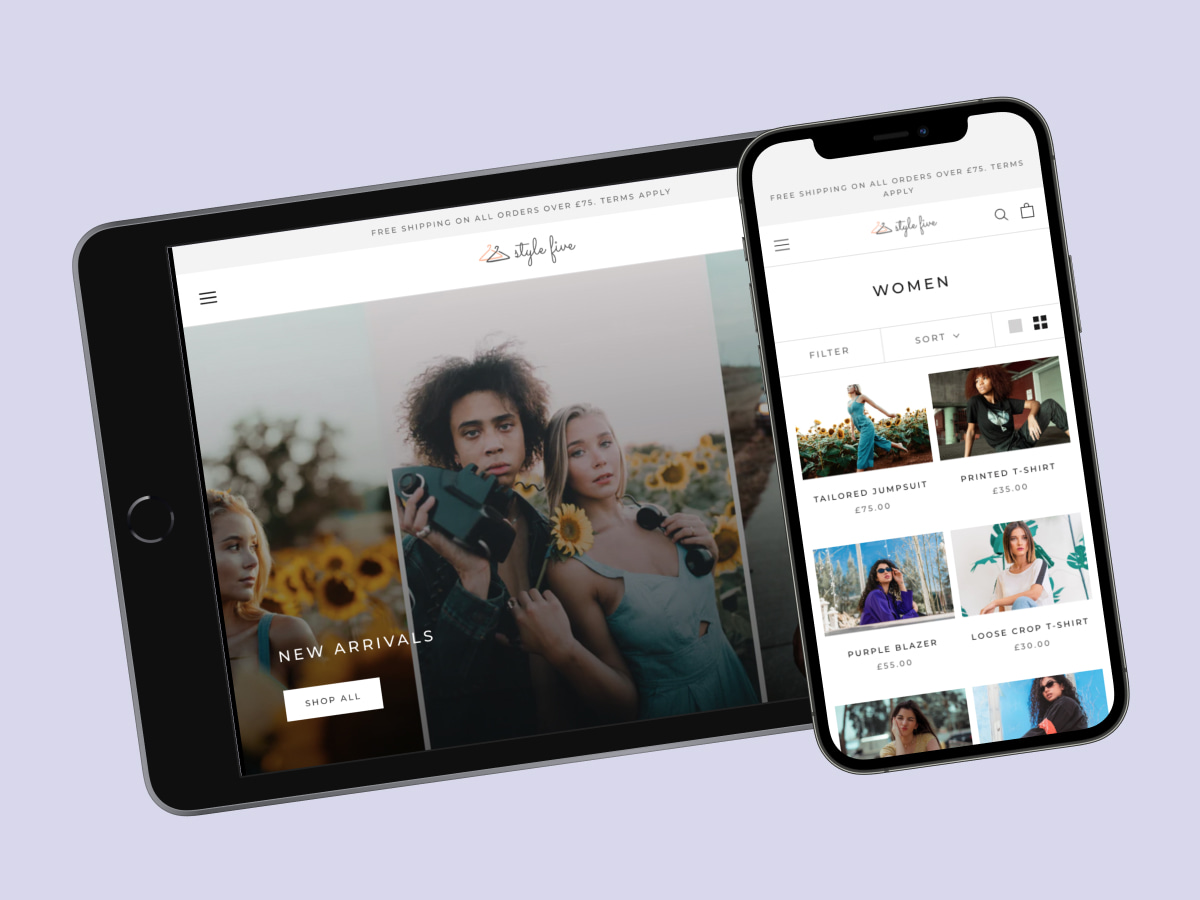 FREE SHIPPING ON ALL ORDERS OVER £75. TERMS APPLY
style five
NEW ARRIVALS
SHOP ALL
FREE SHIPPING ON ALL ORDERS OVER £75. TERMS
APPLY
style five
WOMEN
FILTER
SORT
TAILORED JUMPSUIT
£75.00
PRINTED T-SHIRT
£35.00
PURPLE BLAZER
£55.00
LOOSE CROP T-SHIRT
£30.00